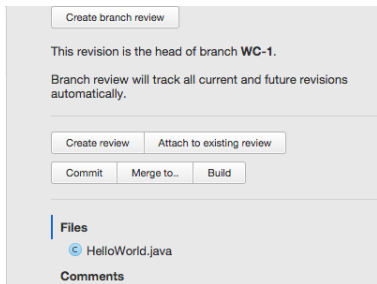 Create branch review
This revision is the head of branch WC-1.
Branch review will track all current and future revisions
automatically.
Create review Attach to existing review
Commit Merge to.. Build
Files
C HelloWorld.java
Comments